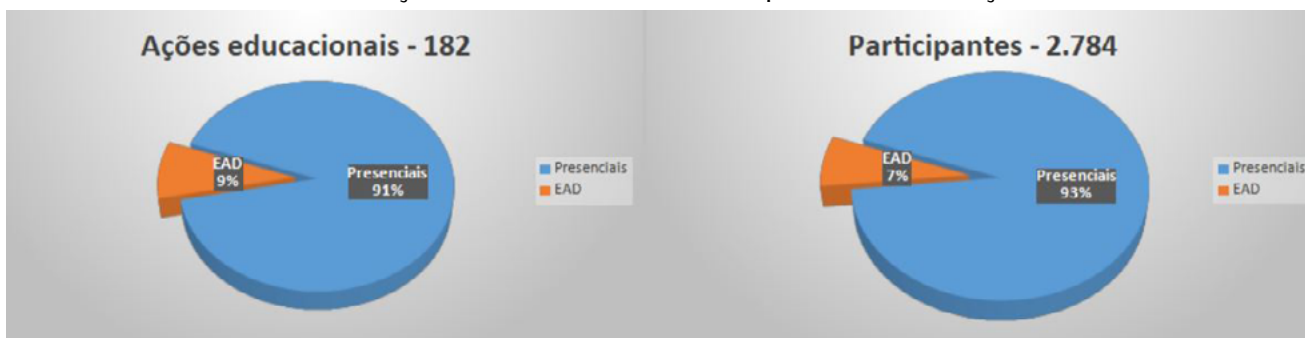 Ações educacionais - 182
EAD
9%
Presenciais
91%
Presenciais
EAD
Participantes - 2.784
EAD
7%
Presenciais
93%
Presenciais
EAD